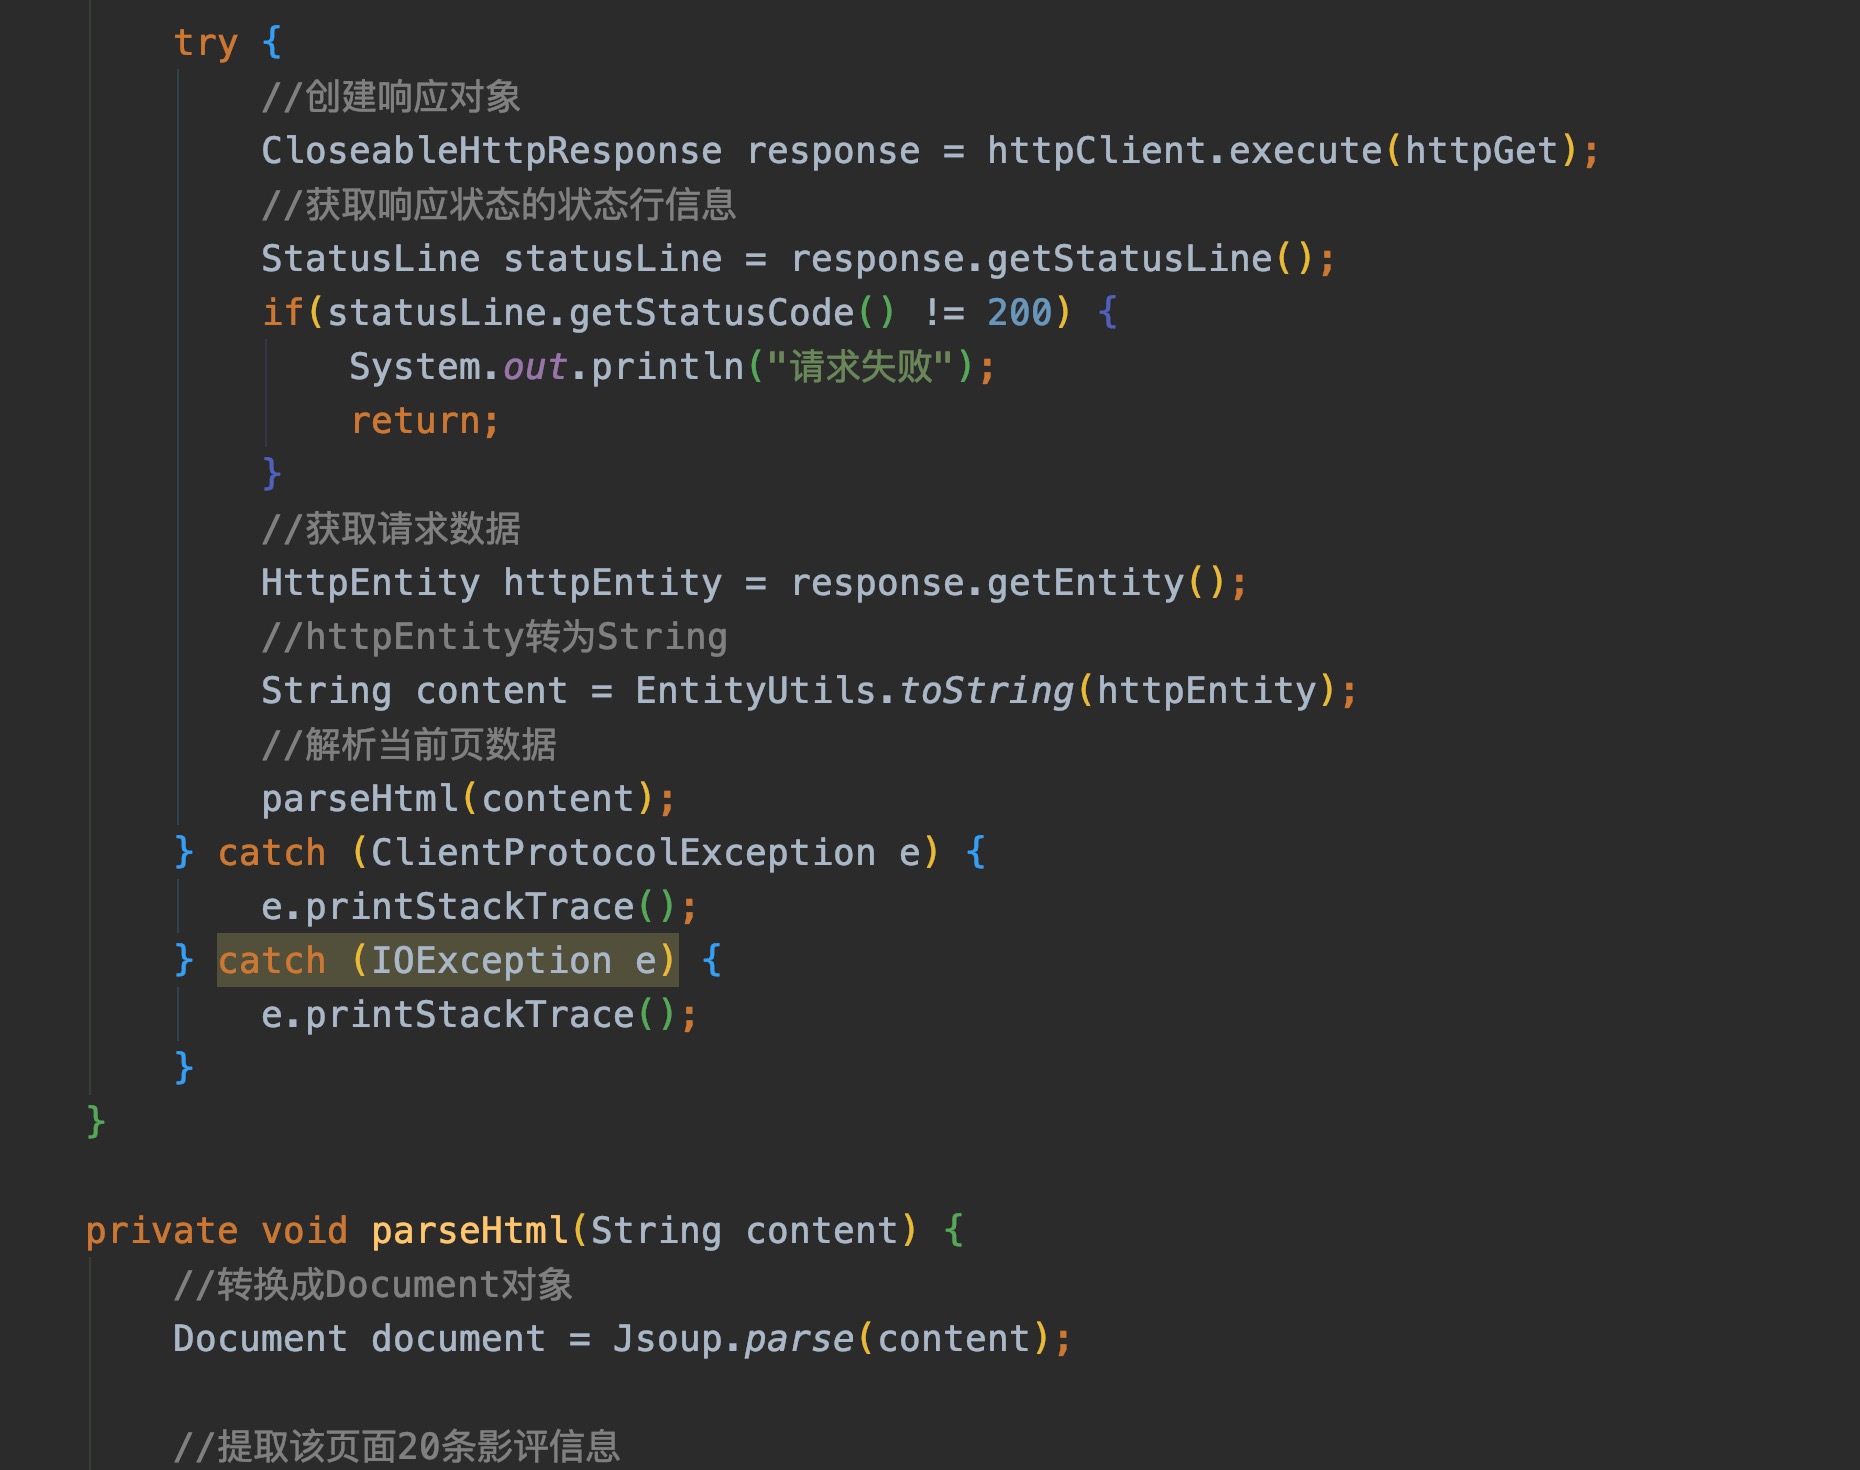 try {
//创建响应对象
CloseableHttpResponse response = httpClient.execute(httpGet);
//获取响应状态的状态行信息
StatusLine statusLine = response.getStatusLine();
if(statusLine.getStatusCode() != 200) {
System.out.println("请求失败");
return;
}
//获取请求数据
HttpEntity httpEntity = response.getEntity();
//httpEntity转为String
String content = EntityUtils.toString(httpEntity);
//解析当前页数据
parseHtml(content);
} catch (ClientProtocolException e) {
e.printStackTrace();
} catch (IOException e) {
e.printStackTrace();
}
}
private void parseHtml(String content) {
//转换成Document对象
Document document = Jsoup.parse(content);
//提取该页面20条影评信息